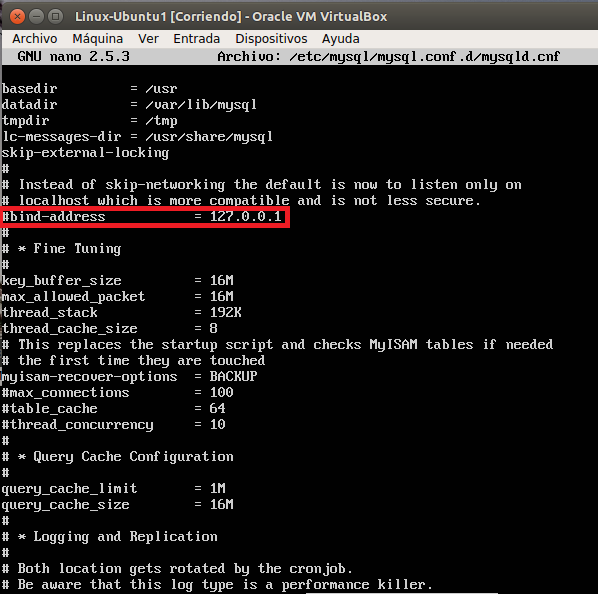 Linux-Ubuntu1 [Corriendo] - Oracle VM VirtualBox
Archivo Máquina Ver Entrada Dispositivos Ayuda
GNU nano 2.5.3 Archivo: /etc/mysql/mysql.conf.d/mysqld.cnf
basedir = /usr
datadir = /var/lib/mysql
tmpdir = /tmp
lc-messages-dir = /usr/share/mysql
skip-external-locking
#
# Instead of skip-networking the default is now to listen only on
# localhost which is more compatible and is not less secure.
#bind-address = 127.0.0.1
#
# * Fine Tuning
#
key_buffer_size = 16M
max_allowed_packet = 16M
thread_stack = 192K
thread_cache_size = 8
# This replaces the startup script and checks MyISAM tables if needed
# the first time they are touched
myisam-recover-options = BACKUP
#max_connections = 100
#table_cache = 64
#thread_concurrency = 10
#
# * Query Cache Configuration
#
query_cache_limit = 1M
query_cache_size = 16M
#
# * Logging and Replication
#
# Both location gets rotated by the cronjob.
# Be aware that this log type is a performance killer.